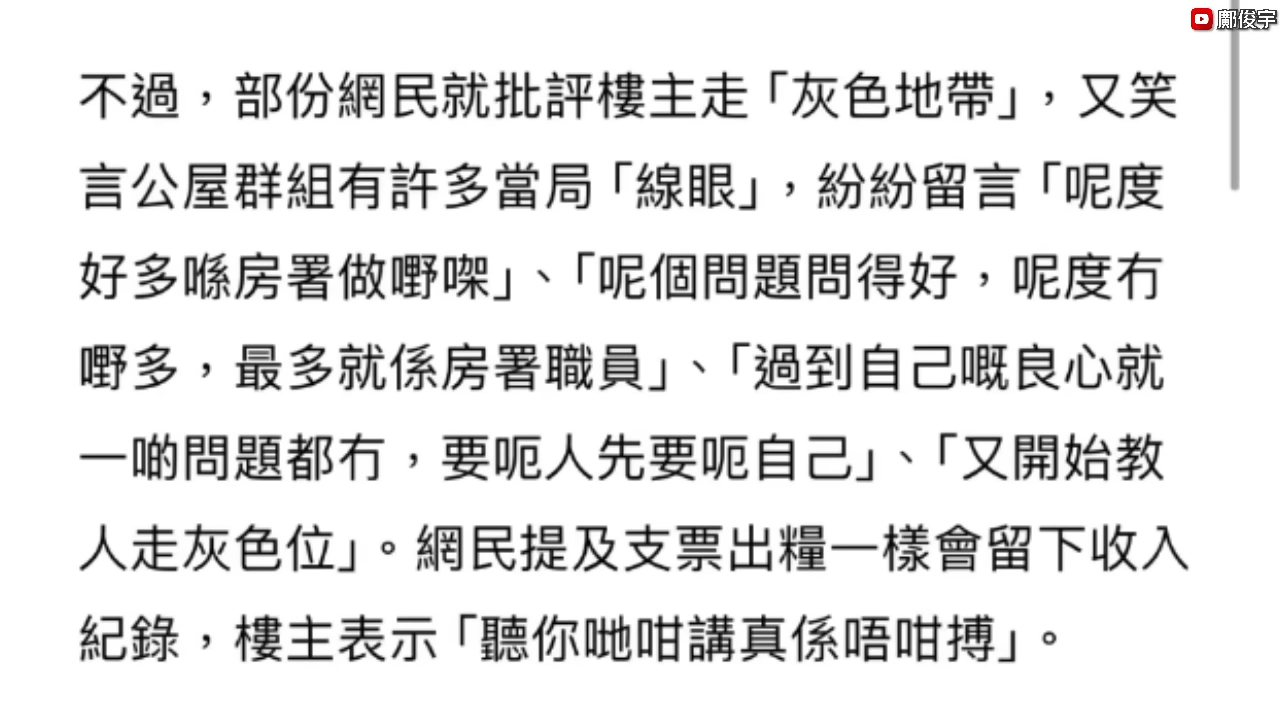 鄺俊宇
不過，部份網民就批評樓主走「灰色地帶」，又笑
言公屋群組有許多當局「線眼」，紛紛留言「呢度
好多喺房署做嘢㗎」、「呢個問題問得好，呢度冇
嘢多，最多就係房署職員」、「過到自己嘅良心就
一啲問題都冇，要呃人先要呃自己」、「又開始教
人走灰色位」。網民提及支票出糧一樣會留下收入
紀錄，樓主表示「聽你哋咁講真係唔咁搏」。